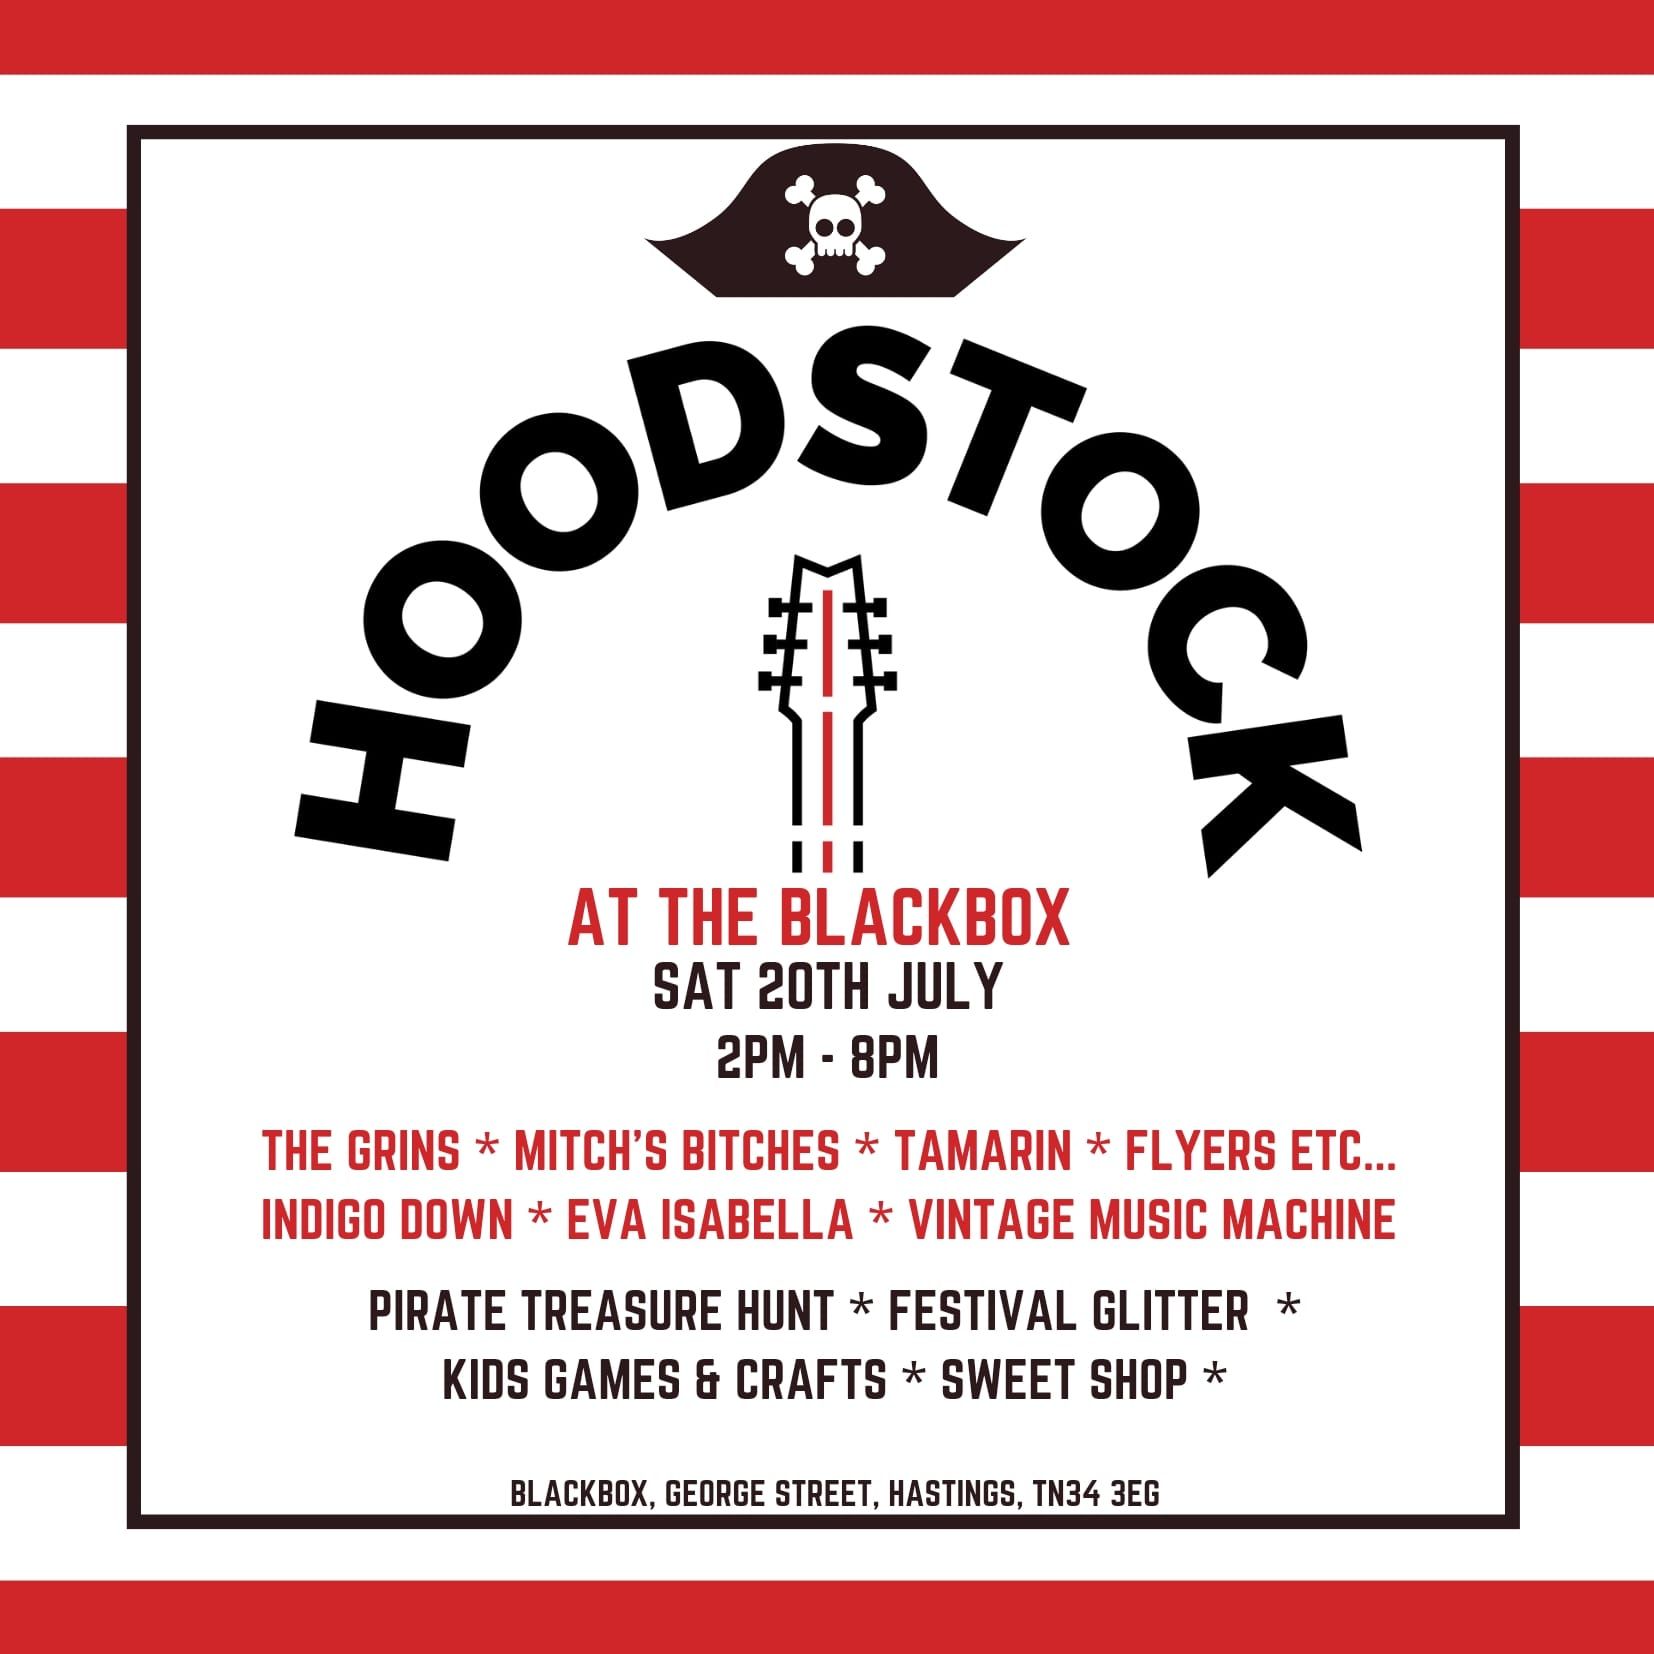 HOODSTOCK
AT THE BLACKBOX
SAT 20TH JULY
2PM - 8PM
THE GRINS * MITCH'S BITCHES * TAMARIN * FLYERS ETC...
INDIGO DOWN * EVA ISABELLA * VINTAGE MUSIC MACHINE
PIRATE TREASURE HUNT * FESTIVAL GLITTER *
KIDS GAMES & CRAFTS * SWEET SHOP *
BLACKBOX, GEORGE STREET, HASTINGS, TN34 3EG